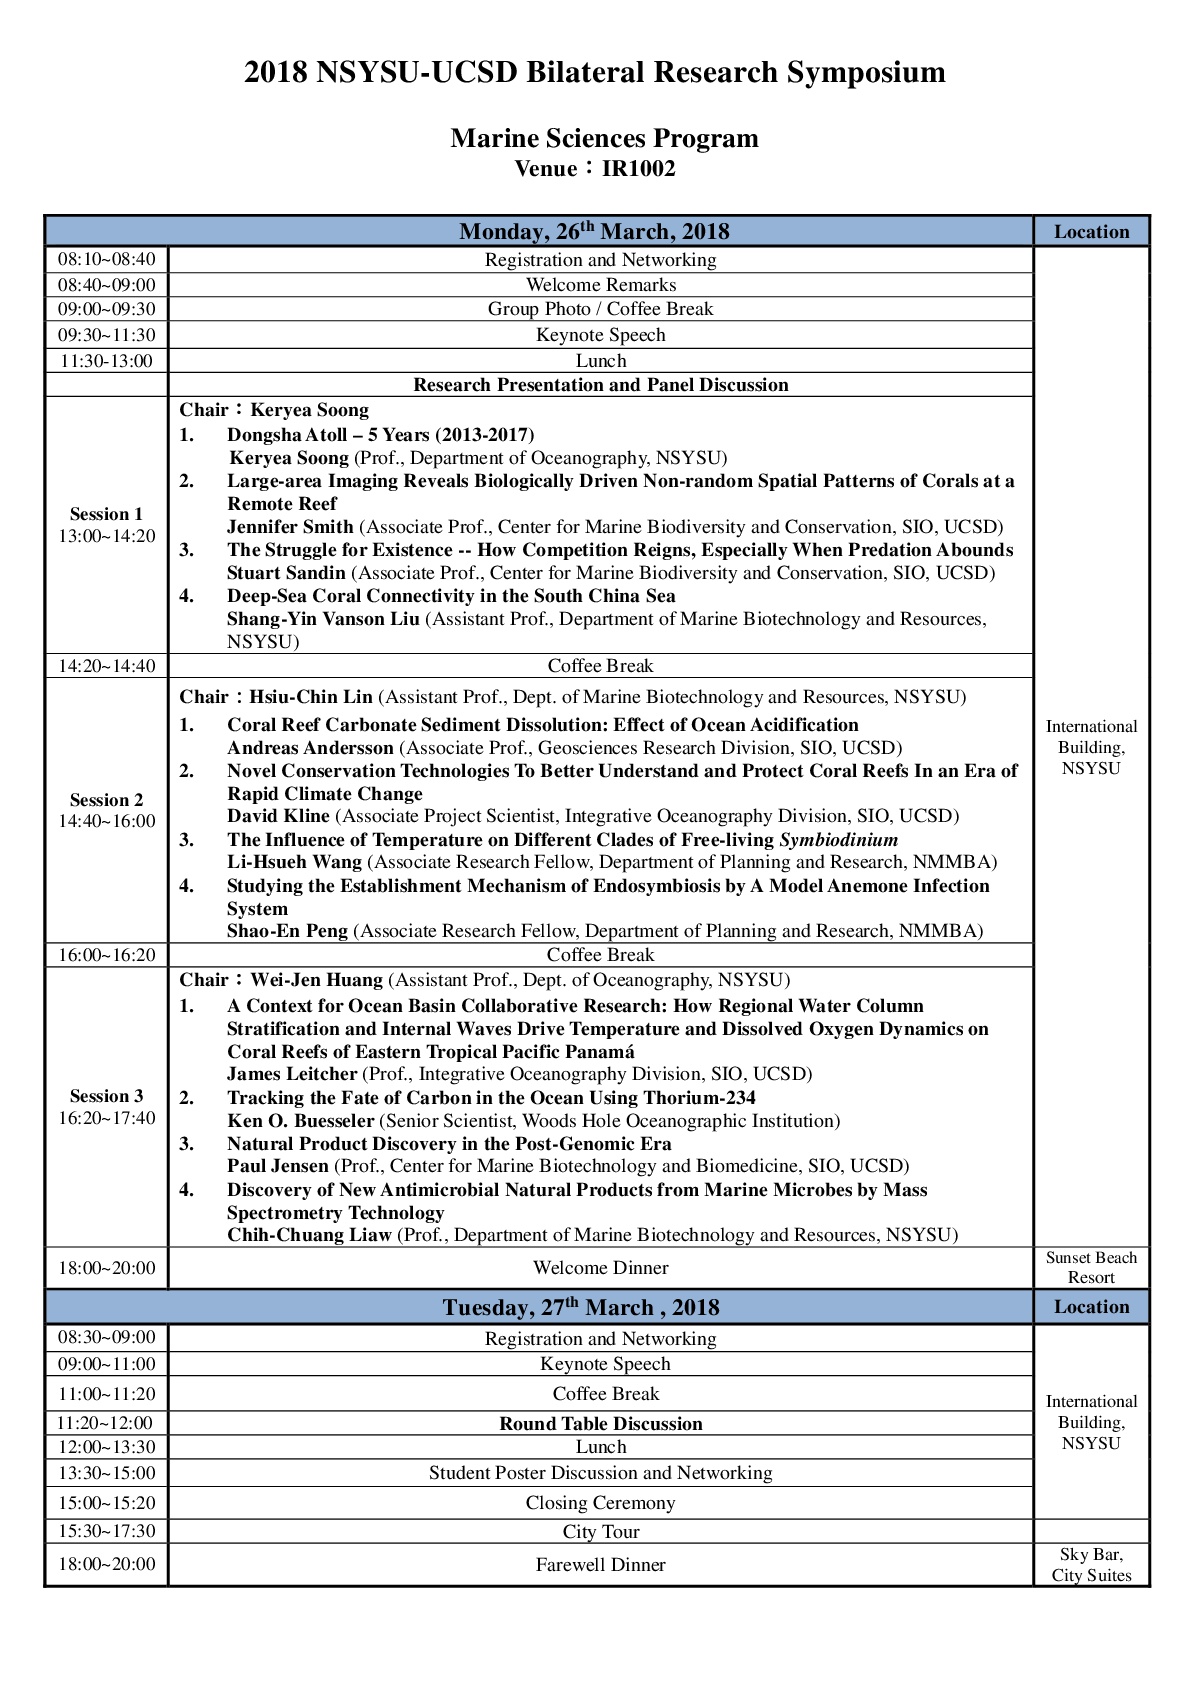 2018 NSYSU-UCSD Bilateral Research Symposium
Marine Sciences Program
Venue：IR1002
Monday, 26th March, 2018 Location
08:10~08:40 Registration and Networking
08:40~09:00 Welcome Remarks
09:00~09:30 Group Photo / Coffee Break
09:30~11:30 Keynote Speech
11:30-13:00 Lunch
Research Presentation and Panel Discussion
Session 1
13:00~14:20
Chair：Keryea Soong
1. Dongsha Atoll – 5 Years (2013-2017)
Keryea Soong (Prof., Department of Oceanography, NSYSU)
2. Large-area Imaging Reveals Biologically Driven Non-random Spatial Patterns of Corals at a
Remote Reef
Jennifer Smith (Associate Prof., Center for Marine Biodiversity and Conservation, SIO, UCSD)
3. The Struggle for Existence -- How Competition Reigns, Especially When Predation Abounds
Stuart Sandin (Associate Prof., Center for Marine Biodiversity and Conservation, SIO, UCSD)
4. Deep-Sea Coral Connectivity in the South China Sea
Shang-Yin Vanson Liu (Assistant Prof., Department of Marine Biotechnology and Resources,
NSYSU)
14:20~14:40 Coffee Break
Session 2
14:40~16:00
Chair：Hsiu-Chin Lin (Assistant Prof., Dept. of Marine Biotechnology and Resources, NSYSU)
1. Coral Reef Carbonate Sediment Dissolution: Effect of Ocean Acidification
Andreas Andersson (Associate Prof., Geosciences Research Division, SIO, UCSD)
2. Novel Conservation Technologies To Better Understand and Protect Coral Reefs In an Era of
Rapid Climate Change
David Kline (Associate Project Scientist, Integrative Oceanography Division, SIO, UCSD)
3. The Influence of Temperature on Different Clades of Free-living Symbiodinium
Li-Hsueh Wang (Associate Research Fellow, Department of Planning and Research, NMMBA)
4. Studying the Establishment Mechanism of Endosymbiosis by A Model Anemone Infection
System
Shao-En Peng (Associate Research Fellow, Department of Planning and Research, NMMBA)
International
Building,
NSYSU
16:00~16:20 Coffee Break
Session 3
16:20~17:40
Chair：Wei-Jen Huang (Assistant Prof., Dept. of Oceanography, NSYSU)
1. A Context for Ocean Basin Collaborative Research: How Regional Water Column
Stratification and Internal Waves Drive Temperature and Dissolved Oxygen Dynamics on
Coral Reefs of Eastern Tropical Pacific Panamá
James Leitcher (Prof., Integrative Oceanography Division, SIO, UCSD)
2. Tracking the Fate of Carbon in the Ocean Using Thorium-234
Ken O. Buesseler (Senior Scientist, Woods Hole Oceanographic Institution)
3. Natural Product Discovery in the Post-Genomic Era
Paul Jensen (Prof., Center for Marine Biotechnology and Biomedicine, SIO, UCSD)
4. Discovery of New Antimicrobial Natural Products from Marine Microbes by Mass
Spectrometry Technology
Chih-Chuang Liaw (Prof., Department of Marine Biotechnology and Resources, NSYSU)
18:00~20:00 Welcome Dinner
Sunset Beach
Resort
Tuesday, 27th March , 2018 Location
08:30~09:00 Registration and Networking
09:00~11:00 Keynote Speech
11:00~11:20 Coffee Break
11:20~12:00 Round Table Discussion
12:00~13:30 Lunch
13:30~15:00 Student Poster Discussion and Networking
15:00~15:20 Closing Ceremony
International
Building,
NSYSU
15:30~17:30 City Tour
18:00~20:00 Farewell Dinner
Sky Bar,
City Suites